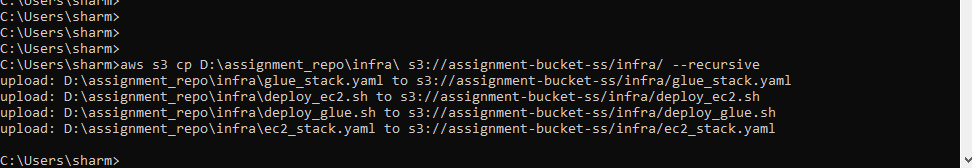 C:\Users\sharm>
C:\Users\sharm>
C:\Users\sharm>
C:\Users\sharm>
C:\Users\sharm>aws s3 cp D:\assignment_repo\infra\ s3://assignment-bucket-ss/infra/ --recursive
upload: D:\assignment_repo\infra\glue_stack.yaml to s3://assignment-bucket-ss/infra/glue_stack.yaml
upload: D:\assignment_repo\infra\deploy_ec2.sh to s3://assignment-bucket-ss/infra/deploy_ec2.sh
upload: D:\assignment_repo\infra\deploy_glue.sh to s3://assignment-bucket-ss/infra/deploy_glue.sh
upload: D:\assignment_repo\infra\ec2_stack.yaml to s3://assignment-bucket-ss/infra/ec2_stack.yaml
C:\Users\sharm>